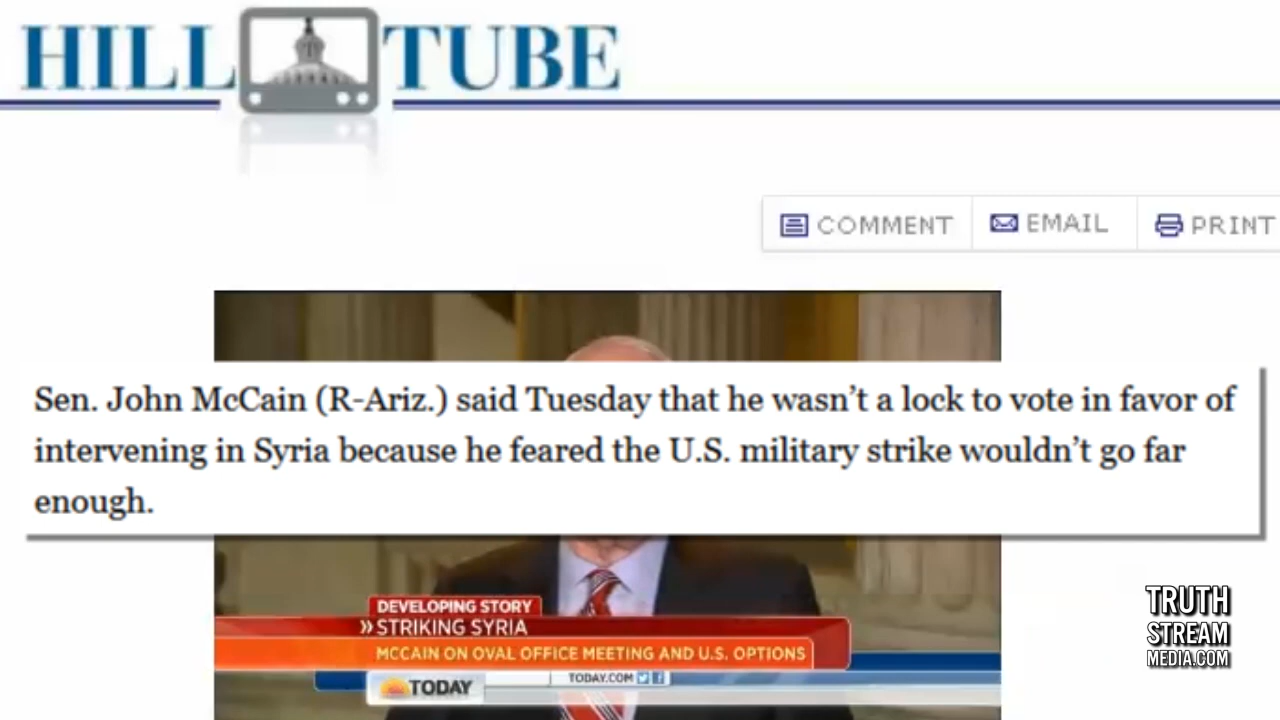 HILL TUBE
COMMENT EMAIL PRINT
Sen. John McCain (R-Ariz.) said Tuesday that he wasn’t a lock to vote in favor of
intervening in Syria because he feared the U.S. military strike wouldn’t go far
enough.
DEVELOPING STORY
» STRIKING SYRIA
MCCAIN ON OVAL OFFICE MEETING AND U.S. OPTIONS
TODAY
TODAY.COM
TRUTH
STREAM
MEDIA.COM